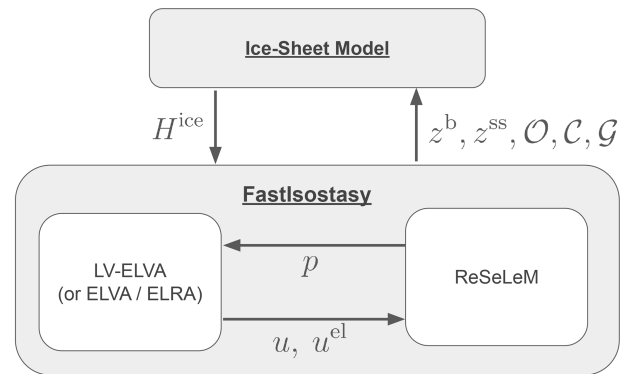 Ice-Sheet Model
H^ice
z^b, z^ss, 𝒪, 𝒞, 𝒢
FastIsostasy
LV-ELVA
(or ELVA / ELRA)
p
ReSeLeM
u, u^el